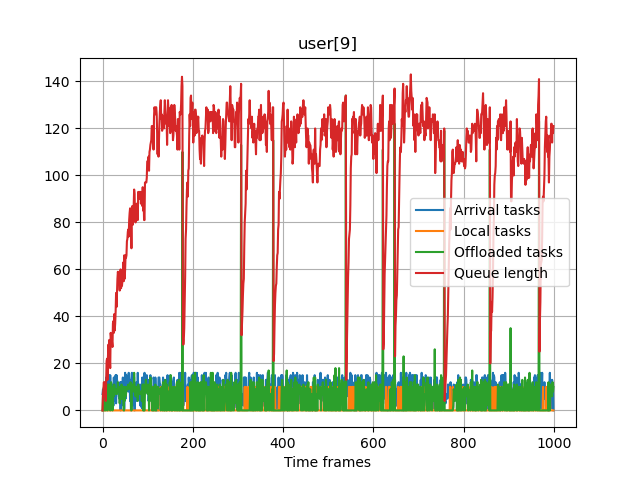 user[9]
140
120
100
80
60
40
20
0
Arrival tasks
Local tasks
Offloaded tasks
Queue length
0 200 400 600 800 1000
Time frames